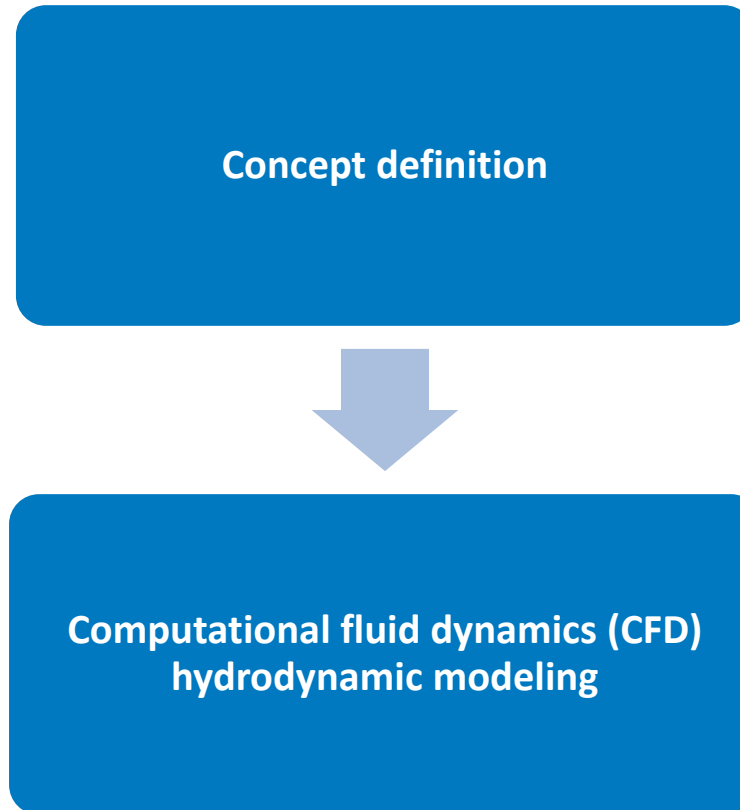 Concept definition
Computational fluid dynamics (CFD)
hydrodynamic modeling